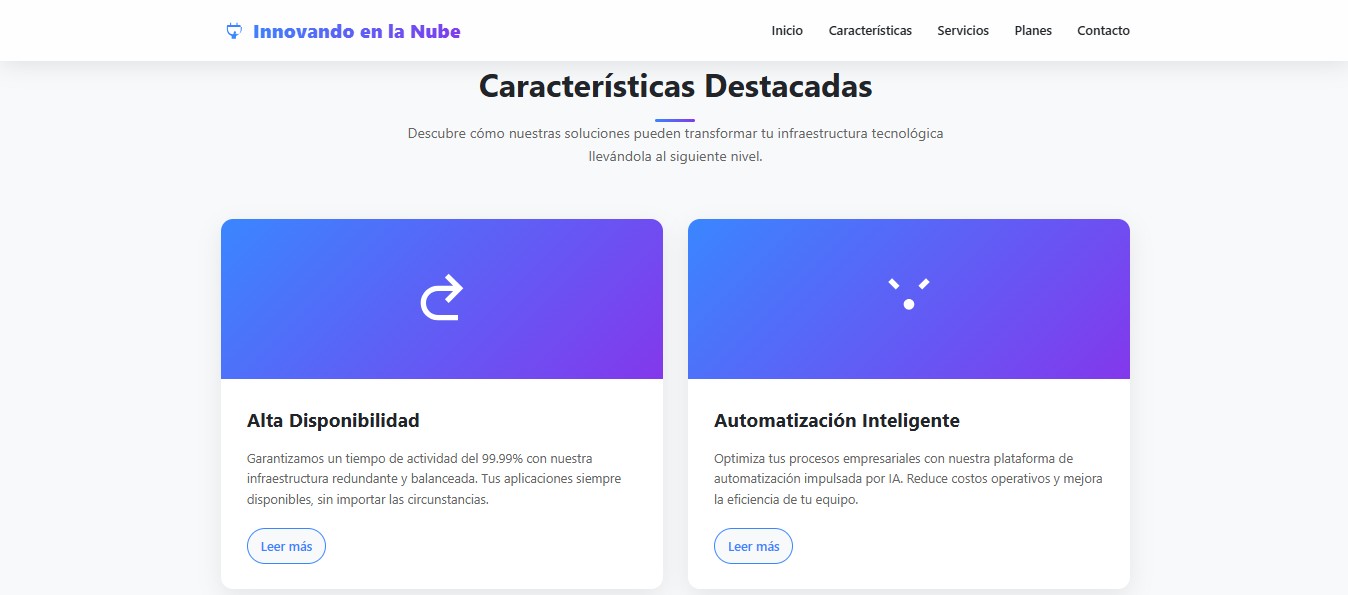 Innovando en la Nube
Inicio Características Servicios Planes Contacto
Características Destacadas
Descubre cómo nuestras soluciones pueden transformar tu infraestructura tecnológica
llevándola al siguiente nivel.
Alta Disponibilidad
Garantizamos un tiempo de actividad del 99.99% con nuestra
infraestructura redundante y balanceada. Tus aplicaciones siempre
disponibles, sin importar las circunstancias.
Leer más
Automatización Inteligente
Optimiza tus procesos empresariales con nuestra plataforma de
automatización impulsada por IA. Reduce costos operativos y mejora
la eficiencia de tu equipo.
Leer más